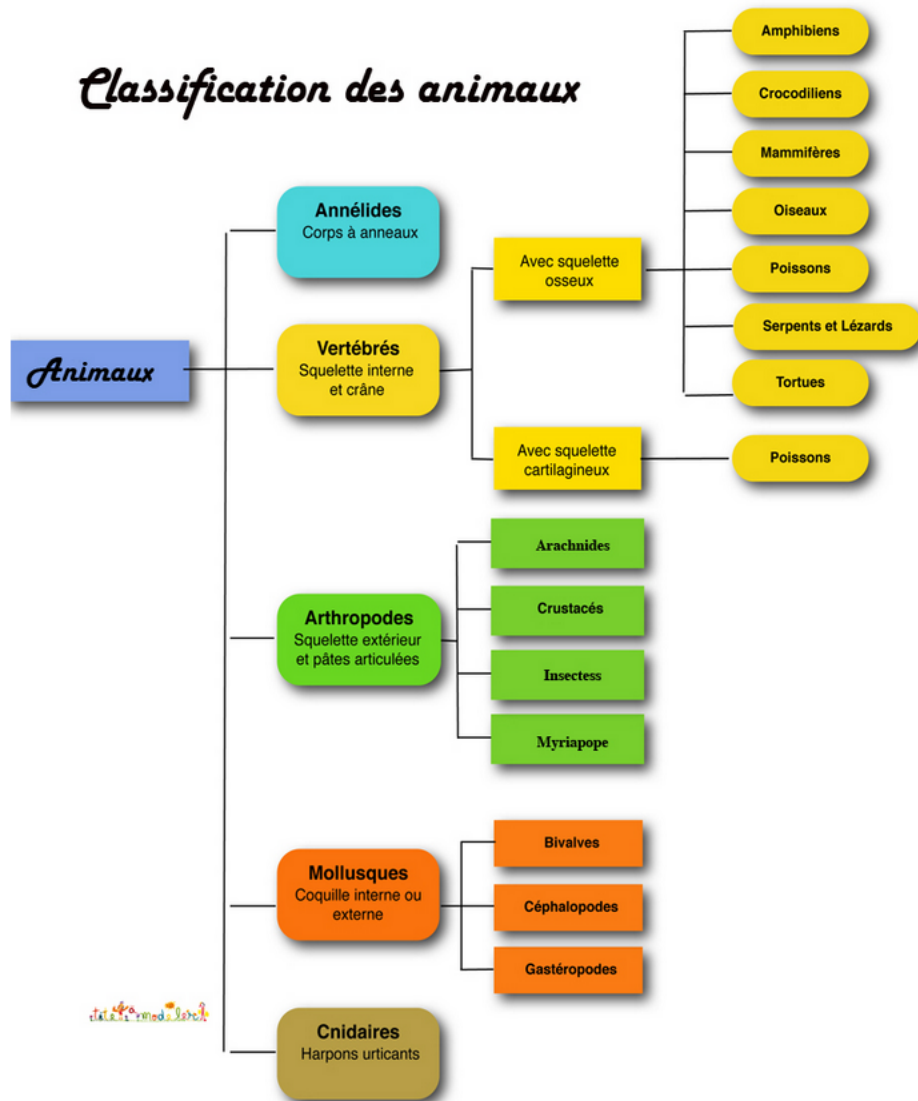 Classification des animaux
Animaux
Annélides
Corps à anneaux
Vertébrés
Squelette interne
et crâne
Avec squelette
osseux
Amphibiens
Crocodiliens
Mammifères
Oiseaux
Poissons
Serpents et Lézards
Tortues
Avec squelette
cartilagineux
Poissons
Arthropodes
Squelette extérieur
et pâtes articulées
Arachnides
Crustacés
Insectess
Myriapope
Mollusques
Coquille interne ou
externe
Bivalves
Céphalopodes
Gastéropodes
Cnidaires
Harpons urticants